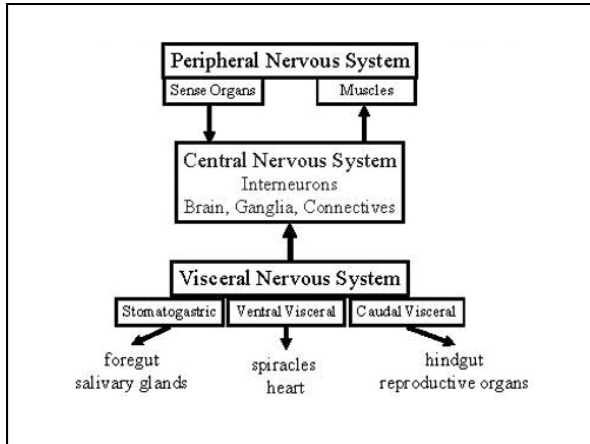 Peripheral Nervous System
Sense Organs
Muscles
Central Nervous System
Interneurons
Brain, Ganglia, Connectives
Visceral Nervous System
Stomatogastric
Ventral Visceral
Caudal Visceral
foregut
salivary glands
spiracles
heart
hindgut
reproductive organs